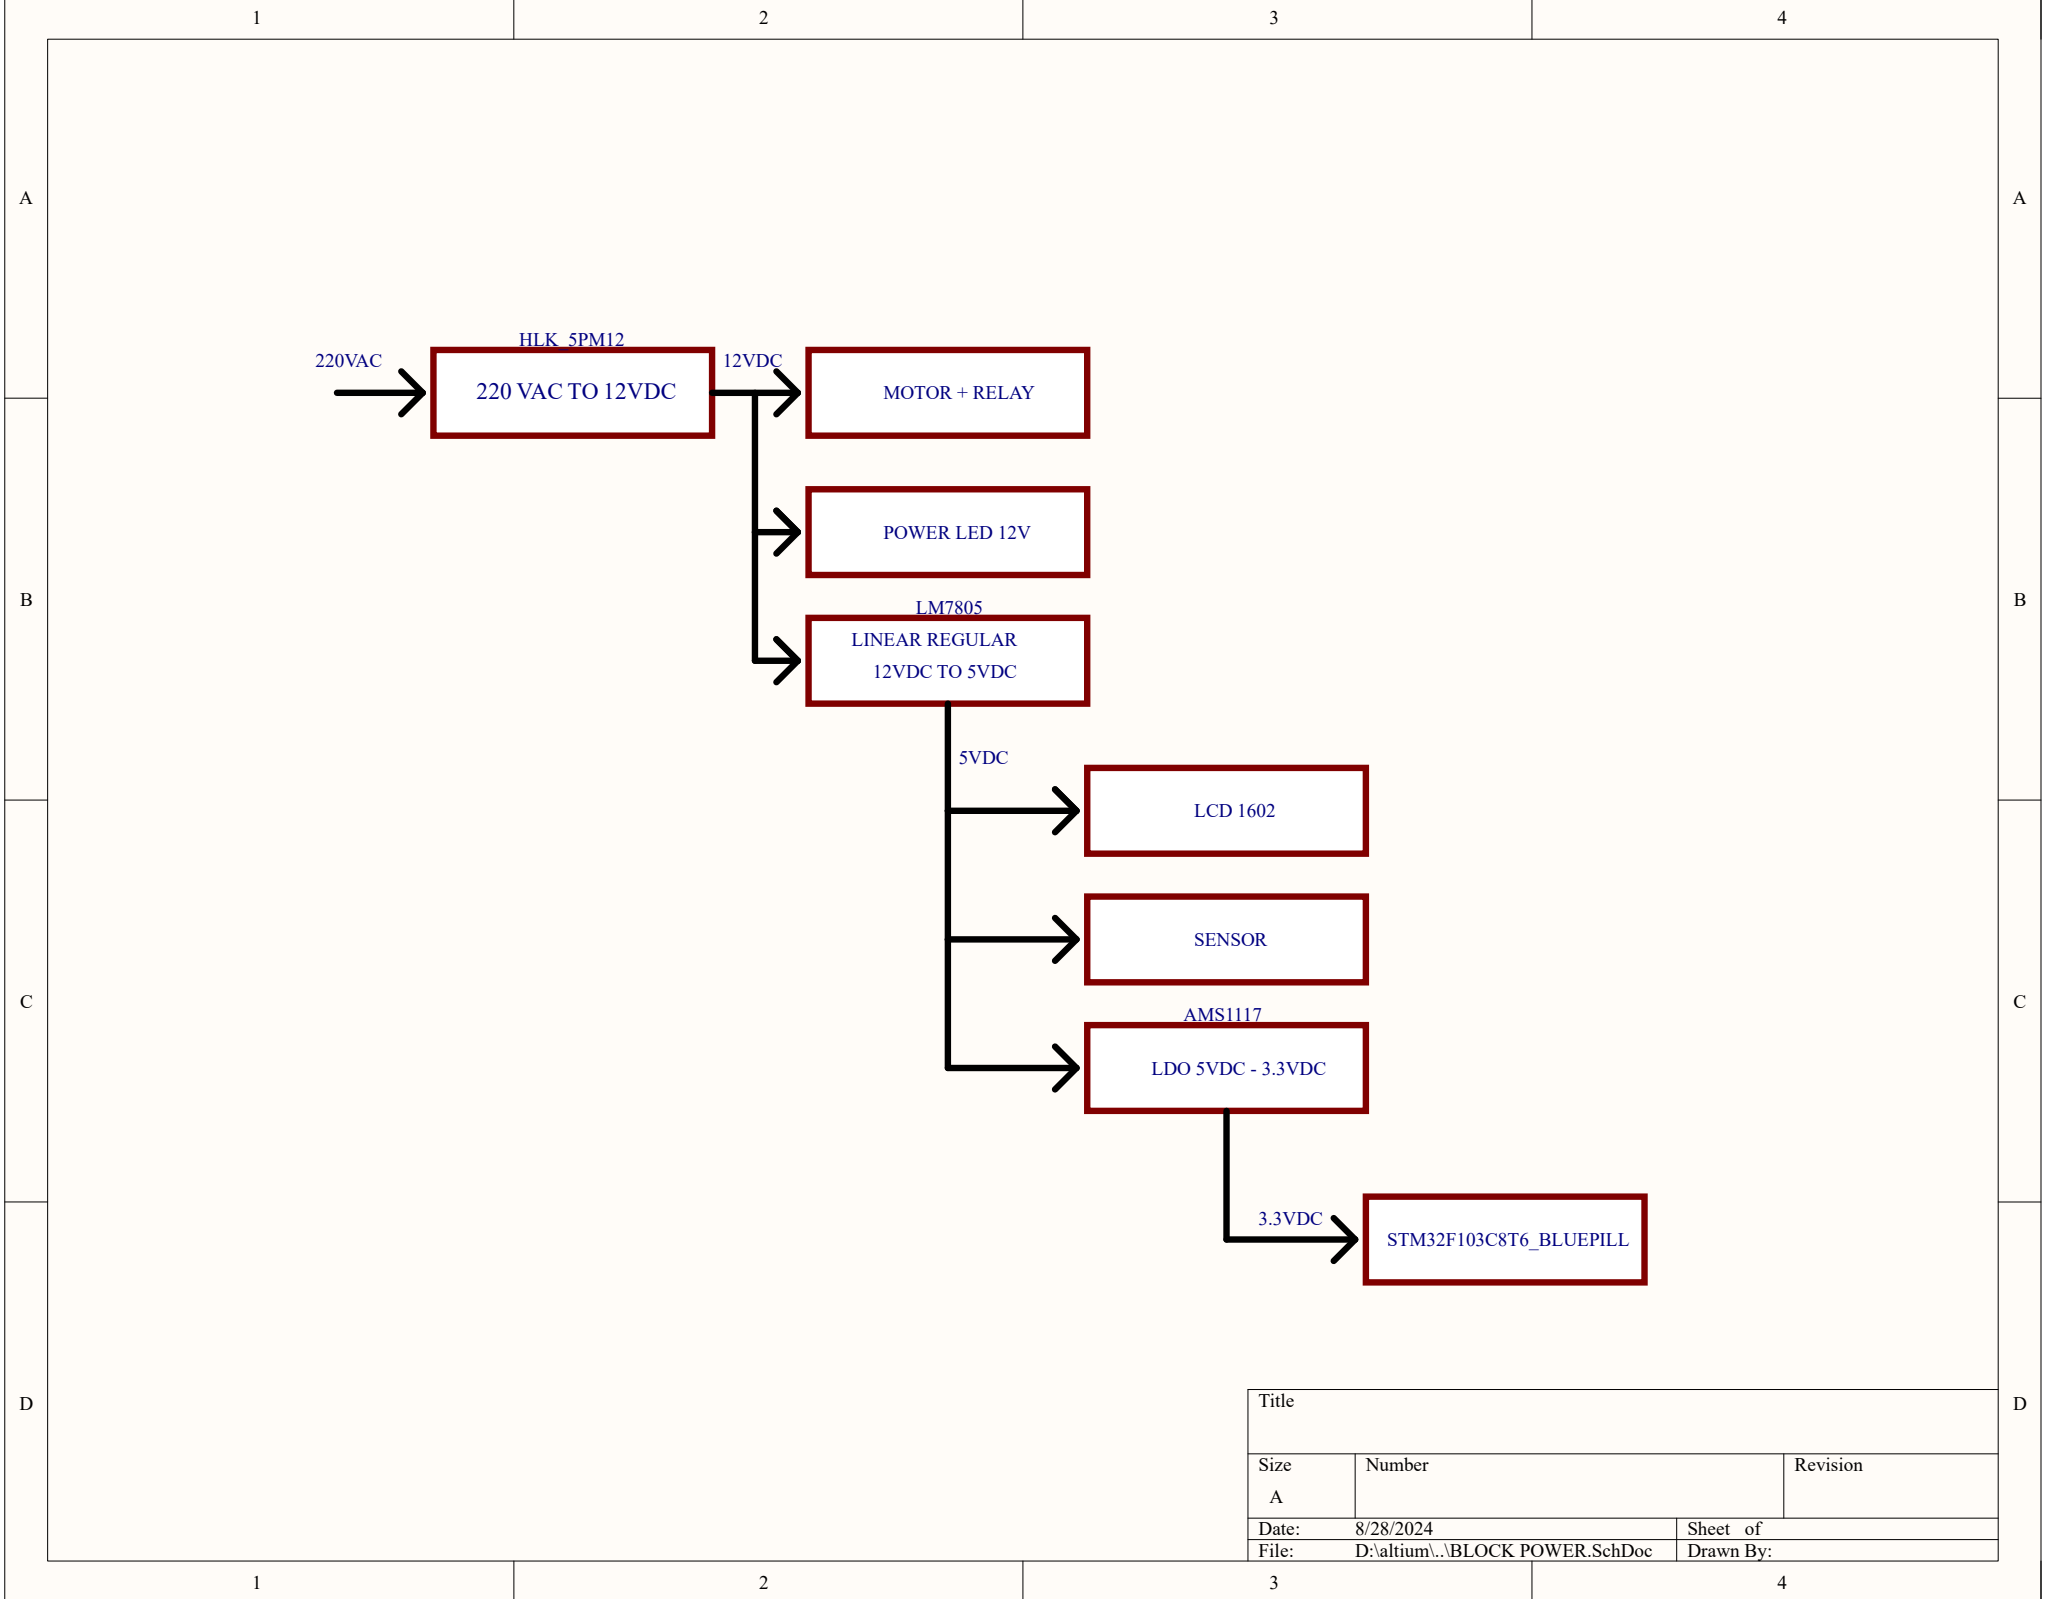 1 2 3 4
A A
HLK_5PM12
220VAC 12VDC
220 VAC TO 12VDC
MOTOR + RELAY
POWER LED 12V
B B
LM7805
LINEAR REGULAR
12VDC TO 5VDC
5VDC
LCD 1602
SENSOR
C C
AMS1117
LDO 5VDC - 3.3VDC
3.3VDC
STM32F103C8T6_BLUEPILL
D D
Title
Size Number Revision
A
Date: 8/28/2024 Sheet of
File: D:\altium\..\BLOCK POWER.SchDoc Drawn By:
1 2 3 4